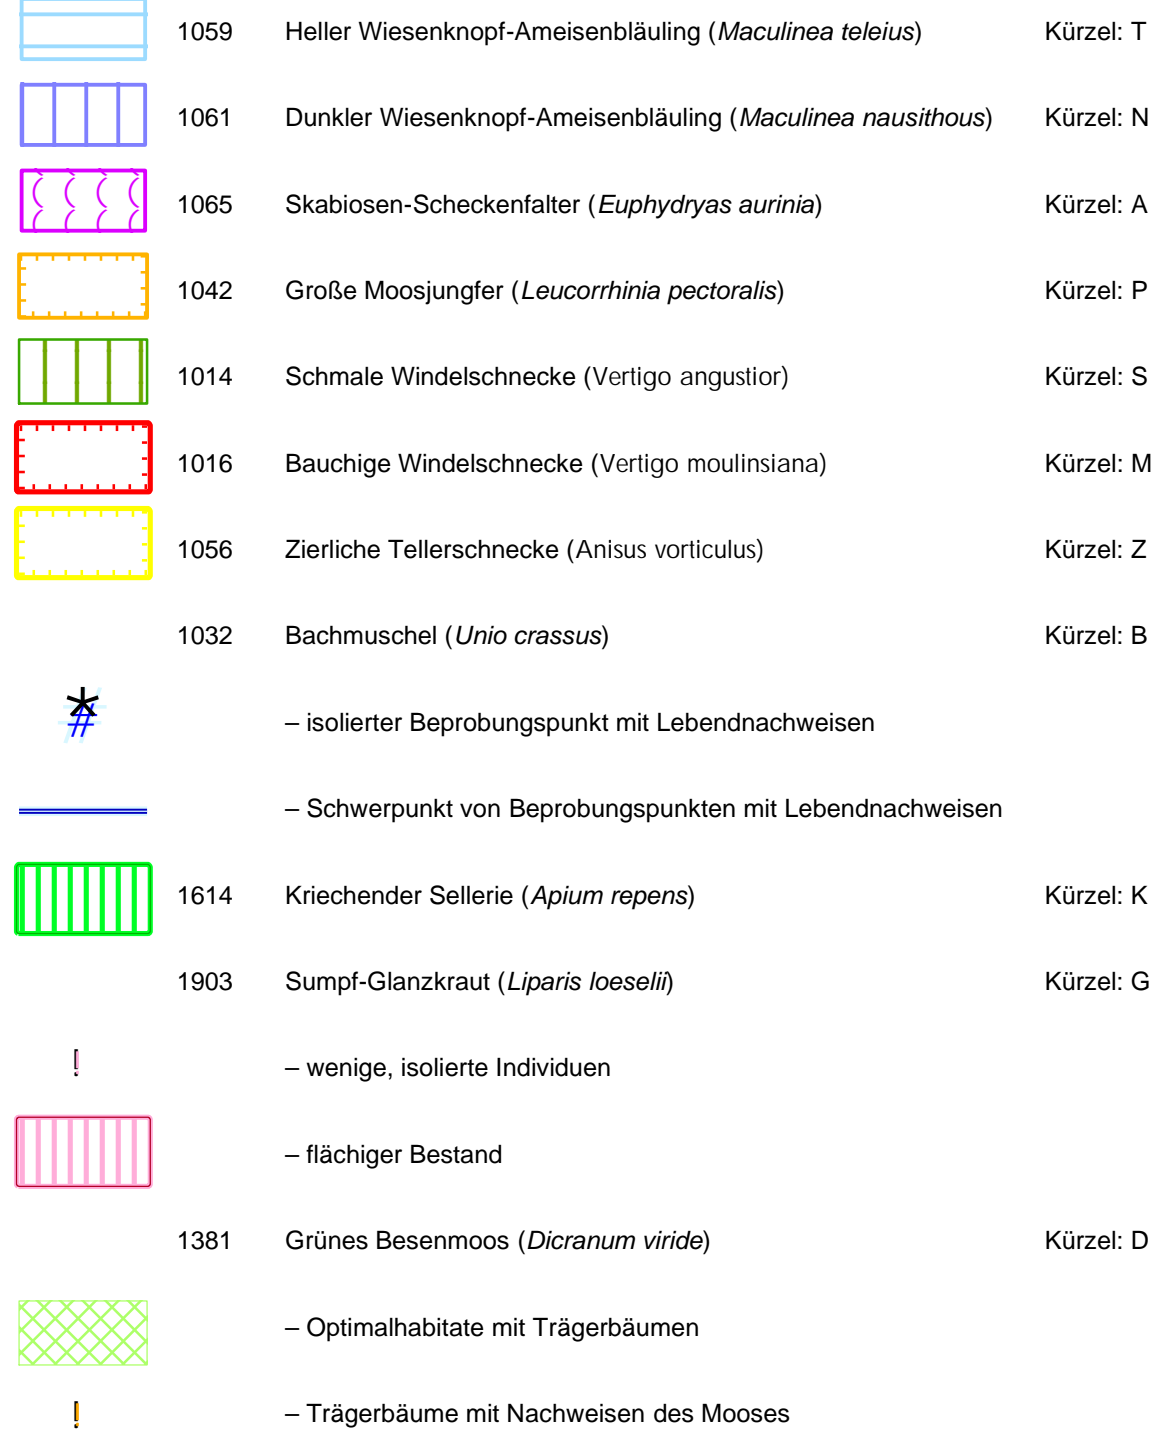 1059 Heller Wiesenknopf-Ameisenbläuling (Maculinea teleius) Kürzel: T
1061 Dunkler Wiesenknopf-Ameisenbläuling (Maculinea nausithous) Kürzel: N
1065 Skabiosen-Scheckenfalter (Euphydryas aurinia) Kürzel: A
1042 Große Moosjungfer (Leucorrhinia pectoralis) Kürzel: P
1014 Schmale Windelschnecke (Vertigo angustior) Kürzel: S
1016 Bauchige Windelschnecke (Vertigo moulinsiana) Kürzel: M
1056 Zierliche Tellerschnecke (Anisus vorticulus) Kürzel: Z
1032 Bachmuschel (Unio crassus) Kürzel: B
* # – isolierter Beprobungspunkt mit Lebendnachweisen
– Schwerpunkt von Beprobungspunkten mit Lebendnachweisen
1614 Kriechender Sellerie (Apium repens) Kürzel: K
1903 Sumpf-Glanzkraut (Liparis loeselii) Kürzel: G
! – wenige, isolierte Individuen
– flächiger Bestand
1381 Grünes Besenmoos (Dicranum viride) Kürzel: D
– Optimalhabitate mit Trägerbäumen
! – Trägerbäume mit Nachweisen des Mooses